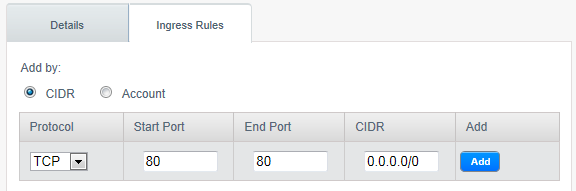 Details Ingress Rules
Add by:
CIDR Account
Protocol Start Port End Port CIDR Add
TCP 80 80 0.0.0.0/0 Add